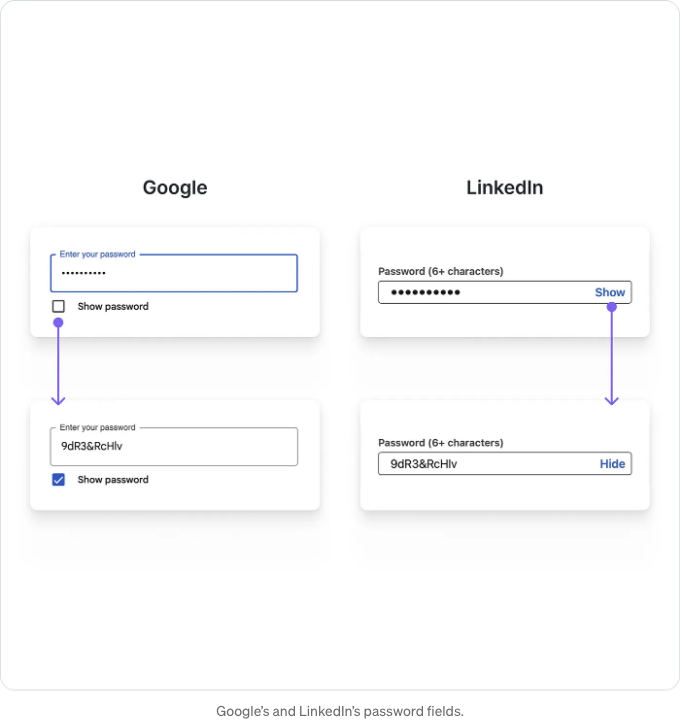 Google
LinkedIn
Enter your password
••••••••••
Show password
Password (6+ characters)
•••••••••• Show
Enter your password
9dR3&RcHlv
Show password
Password (6+ characters)
9dR3&RcHlv Hide
Google’s and LinkedIn’s password fields.